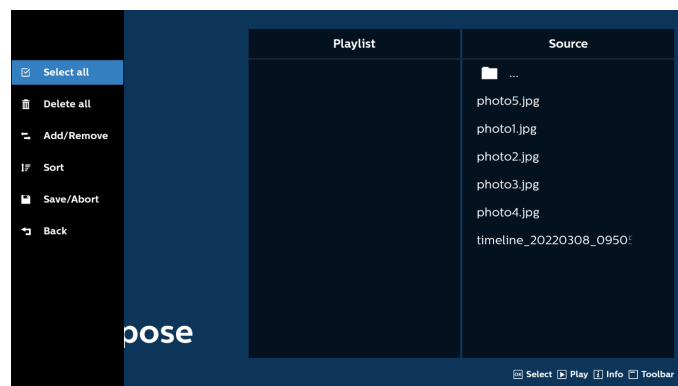 Playlist
Source
Select all
Delete all
Add/Remove
Sort
Save/Abort
Back
...
photo5.jpg
photo1.jpg
photo2.jpg
photo3.jpg
photo4.jpg
timeline_20220308_0950
pose
OK Select Play i Info Toolbar